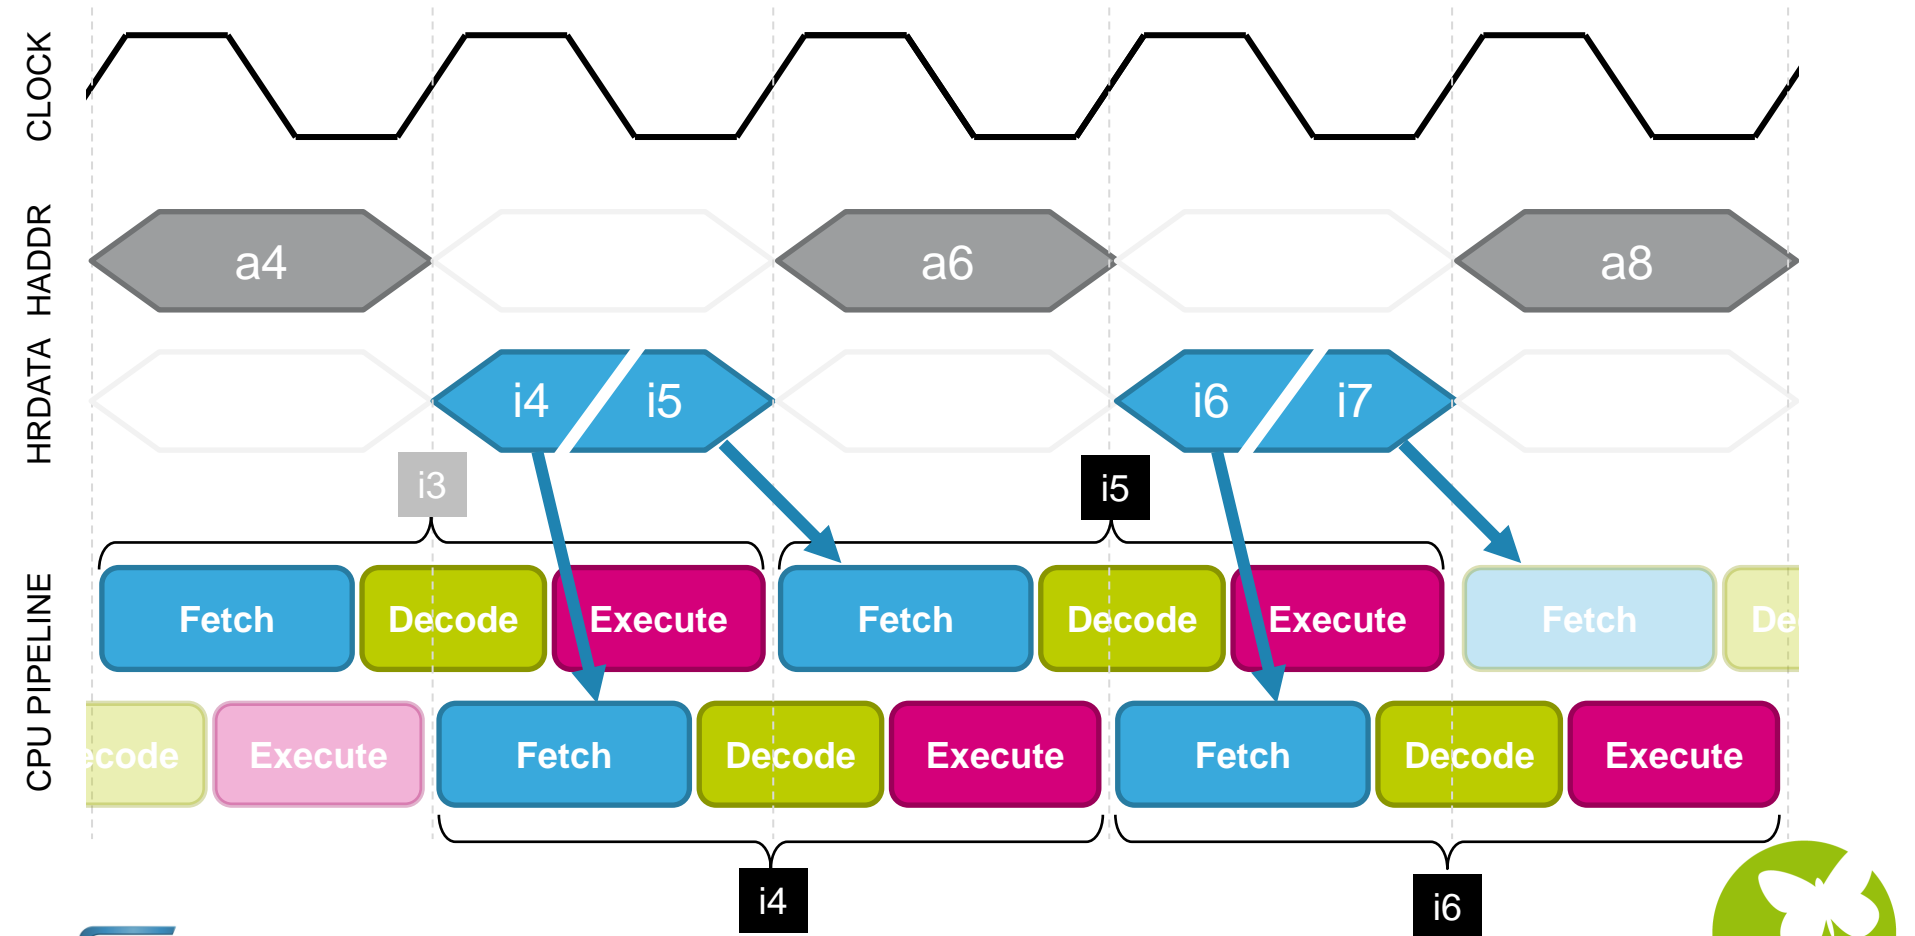 CLOCK
HADDR
a4
a6
a8
HRDATA
i4
i5
i6
i7
i3
i5
CPU PIPELINE
Fetch
Decode
Execute
Fetch
Decode
Execute
Fetch
De
ecode
Execute
Fetch
Decode
Execute
Fetch
Decode
Execute
i4
i6